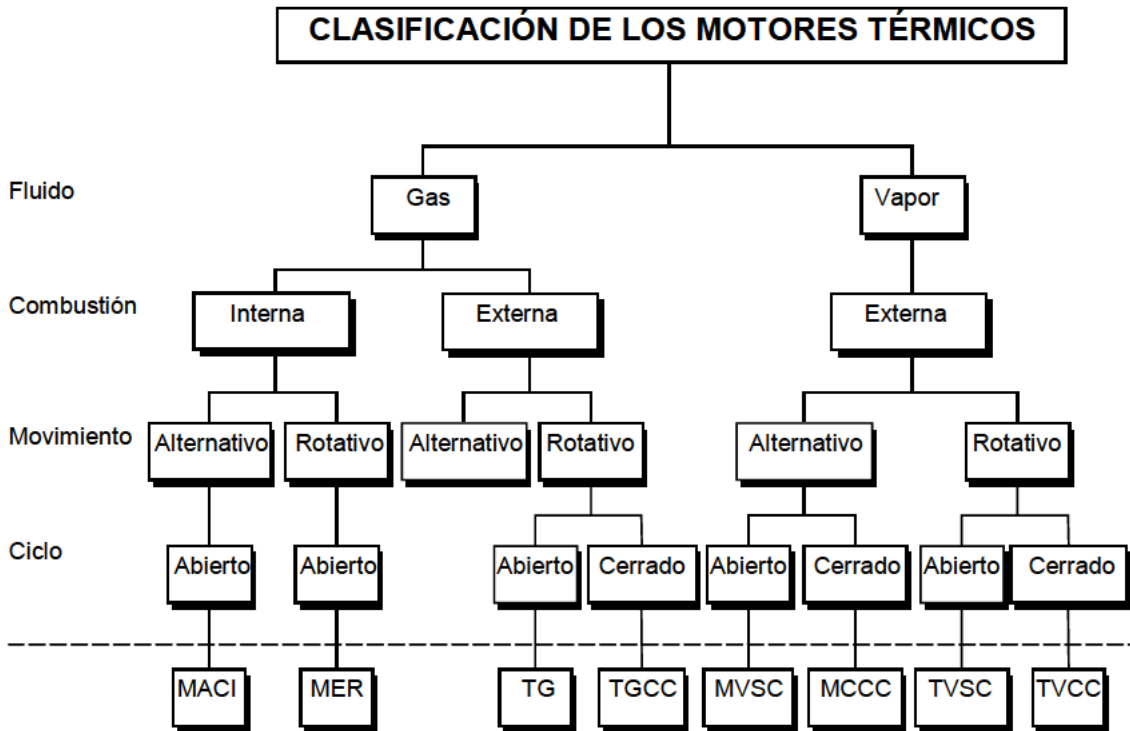 CLASIFICACIÓN DE LOS MOTORES TÉRMICOS
Fluido
Gas
Vapor
Combustión
Interna
Externa
Externa
Movimiento
Alternativo
Rotativo
Alternativo
Rotativo
Alternativo
Rotativo
Ciclo
Abierto
Abierto
Abierto
Cerrado
Abierto
Cerrado
Abierto
Cerrado
MACI
MER
TG
TGCC
MVSC
MCCC
TVSC
TVCC